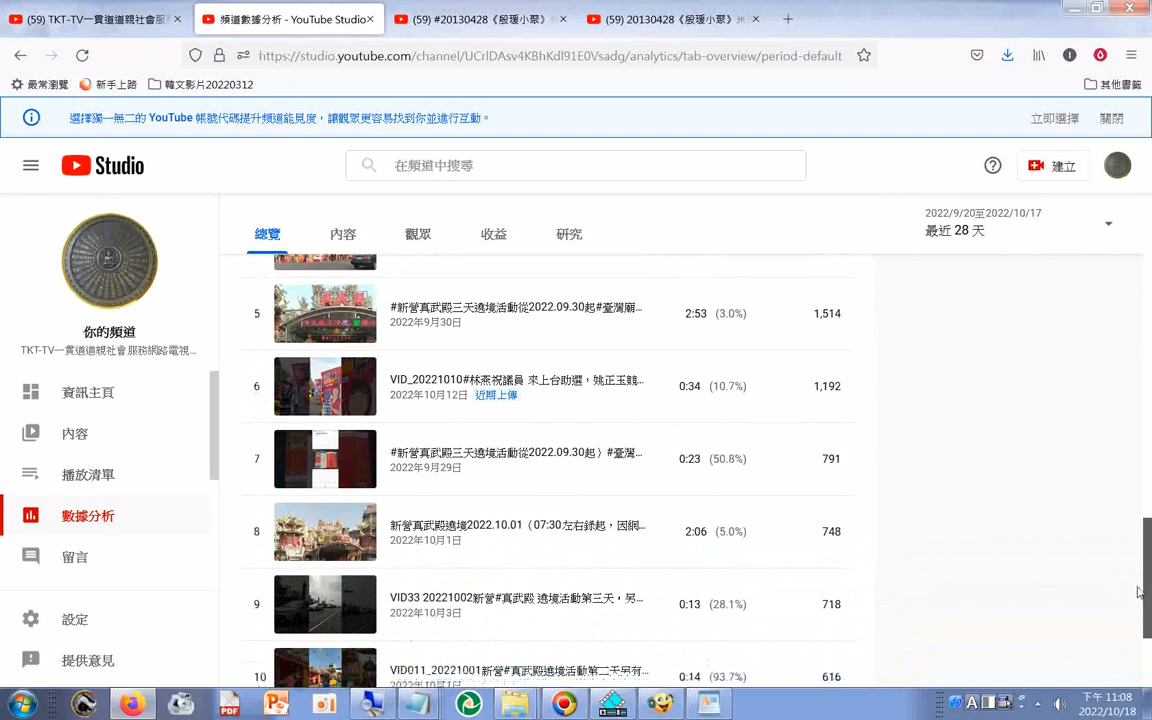 (59) TKT-TV一貫道道親社會服
頻道數據分析 - YouTube Studio
(59) #20130428《殷瑗小聚》
(59) 20130428《殷瑗小聚》
https://studio.youtube.com/channel/UCrlDAsv4KBhKdl91E0Vsadg/analytics/tab-overview/period-default
最常瀏覽
新手上路
韓文影片20220312
其他書籤
選擇獨一無二的 YouTube 帳號代碼提升頻道能見度，讓觀眾更容易找到你並進行互動。
立即選擇
關閉
Studio
在頻道中搜尋
建立
你的頻道
TKT-TV一貫道道親社會服務網路電視...
資訊主頁
內容
播放清單
數據分析
留言
設定
提供意見
總覽
內容
觀眾
收益
研究
2022/9/20至2022/10/17
最近 28 天
5
#新營真武殿三天遶境活動從2022.09.30起#臺灣廟...
2022年9月30日
2:53 (3.0%)
1,514
6
VID_20221010#林燕祝議員 來上台助選，姚正玉競...
2022年10月12日 近期上傳
0:34 (10.7%)
1,192
7
#新營真武殿三天遶境活動從2022.09.30起）#臺灣...
2022年9月29日
0:23 (50.8%)
791
8
新營真武殿遶境2022.10.01（07:30左右錄起，因網...
2022年10月1日
2:06 (5.0%)
748
9
VID33 20221002新營#真武殿 遶境活動第三天，另...
2022年10月3日
0:13 (28.1%)
718
10
VID011_20221001新營#真武殿遶境活動第二天另有...
2022年10月1日
0:14 (93.7%)
616
下午 11:08
2022/10/18